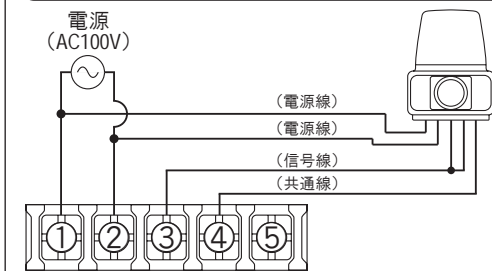 電源
（AC100V）
（電源線）
（電源線）
（信号線）
（共通線）
① ② ③ ④ ⑤